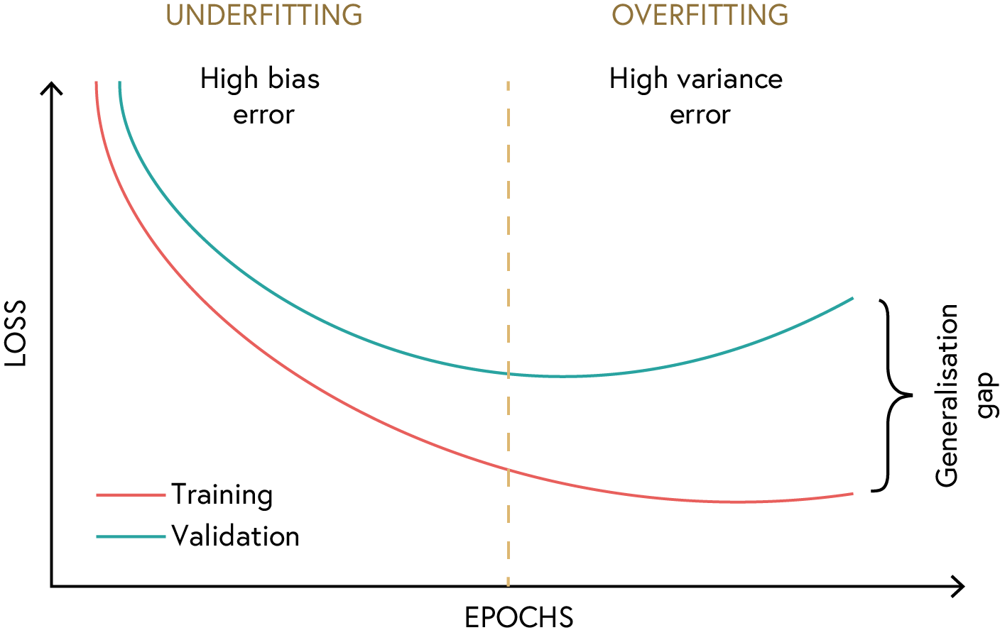 UNDERFITTING
OVERFITTING
High bias
error
High variance
error
LOSS
Training
Validation
Generalisation
gap
EPOCHS